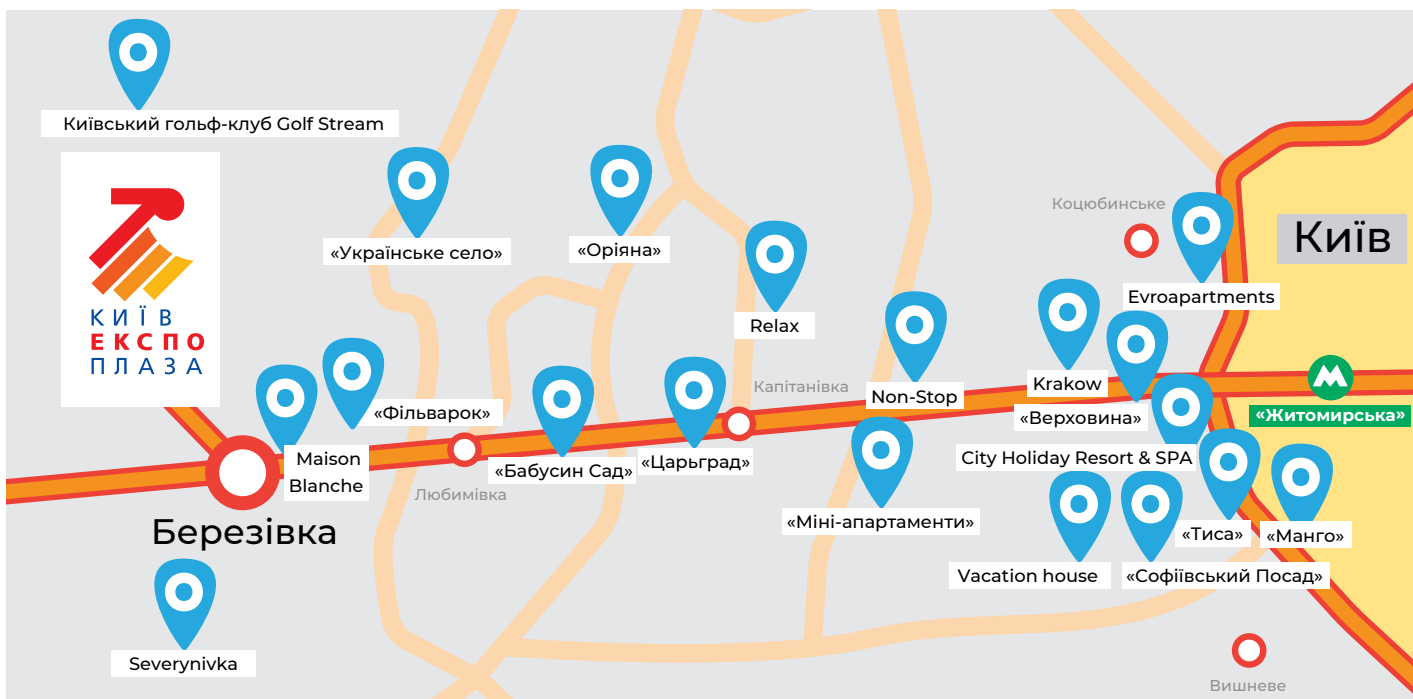 Київський гольф-клуб Golf Stream
КИЇВ
ЕКСПО
ПЛАЗА
«Українське село»
«Оріяна»
Relax
Коцюбинське
Київ
Evroapartments
Non-Stop
Krakow
Капітанівка
«Верховина»
«Житомирська»
«Фільварок»
Maison
Blanche
Любимівка
«Бабусин Сад»
«Царьград»
City Holiday Resort & SPA
«Міні-апартаменти»
«Тиса»
«Манго»
Березівка
Vacation house
«Софіївський Посад»
Severynivka
Вишневе